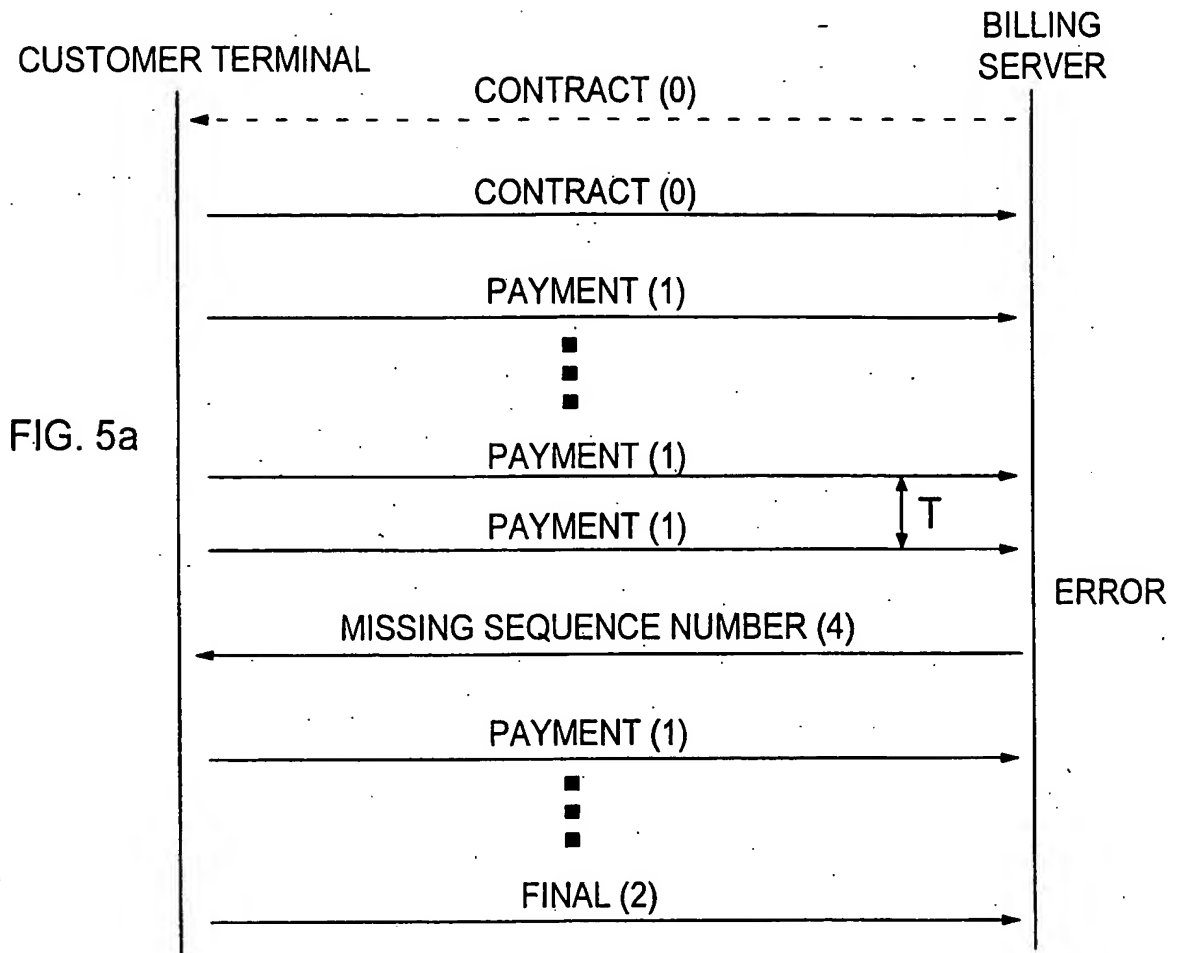 CUSTOMER TERMINAL
BILLING
SERVER
CONTRACT (0)
CONTRACT (0)
PAYMENT (1)
FIG. 5a
PAYMENT (1)
T
PAYMENT (1)
ERROR
MISSING SEQUENCE NUMBER (4)
PAYMENT (1)
FINAL (2)